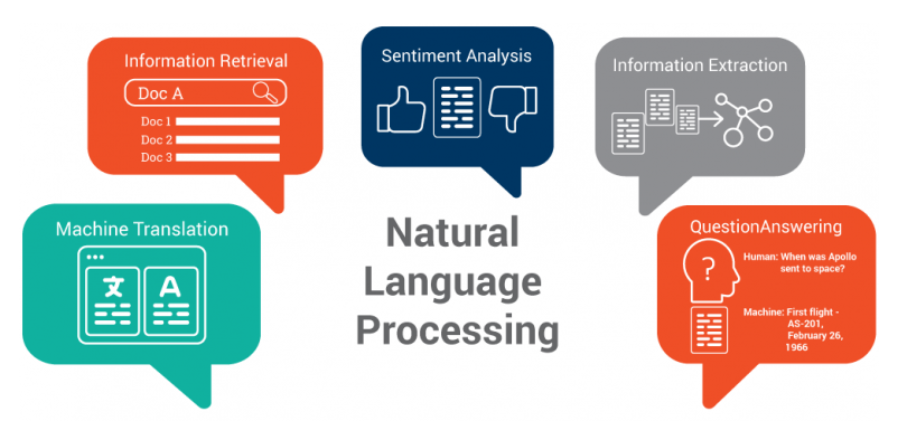 Information Retrieval
Doc A
Doc 1
Doc 2
Doc 3
Sentiment Analysis
Information Extraction
Machine Translation
文
A
Natural
Language
Processing
QuestionAnswering
?
Human: When was Apollo
sent to space?
Machine: First flight -
AS-201,
February 26,
1966